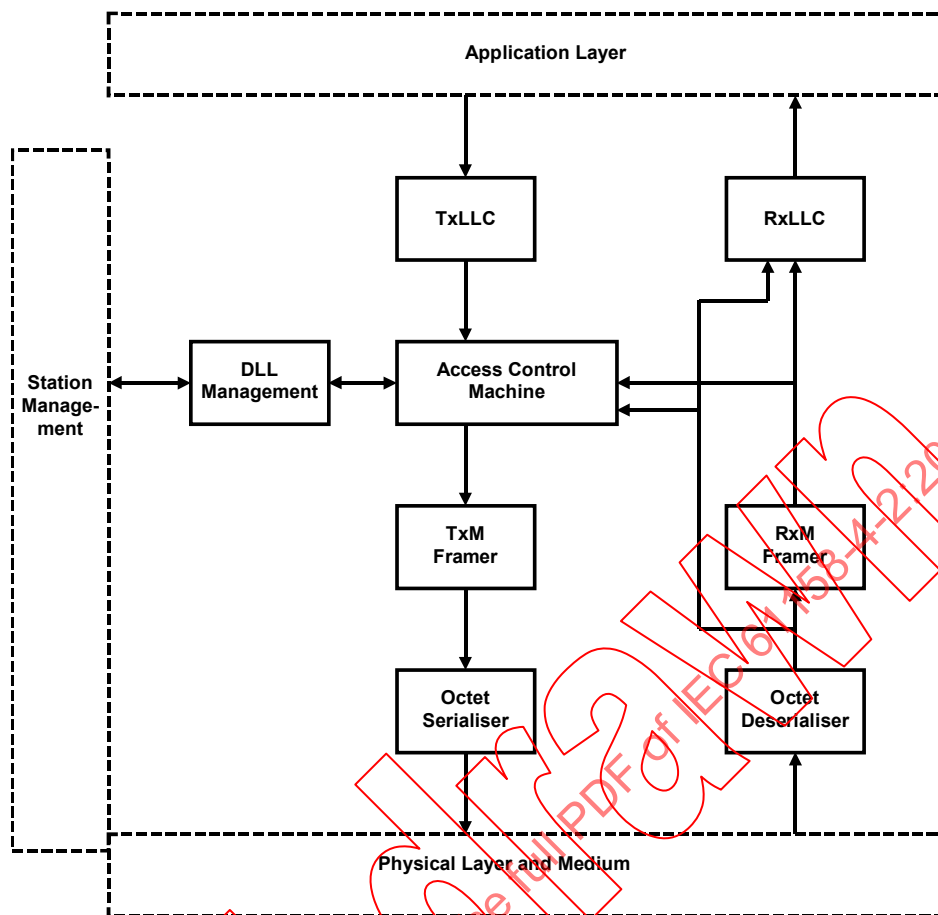 Application Layer
TxLLC
RxLLC
Station
Manage-
ment
DLL
Management
Access Control
Machine
TxM
Framer
RxM
Framer
Octet
Serialiser
Octet
Deserialiser
Physical Layer and Medium
full PDF of IEC 61158-4-2:20